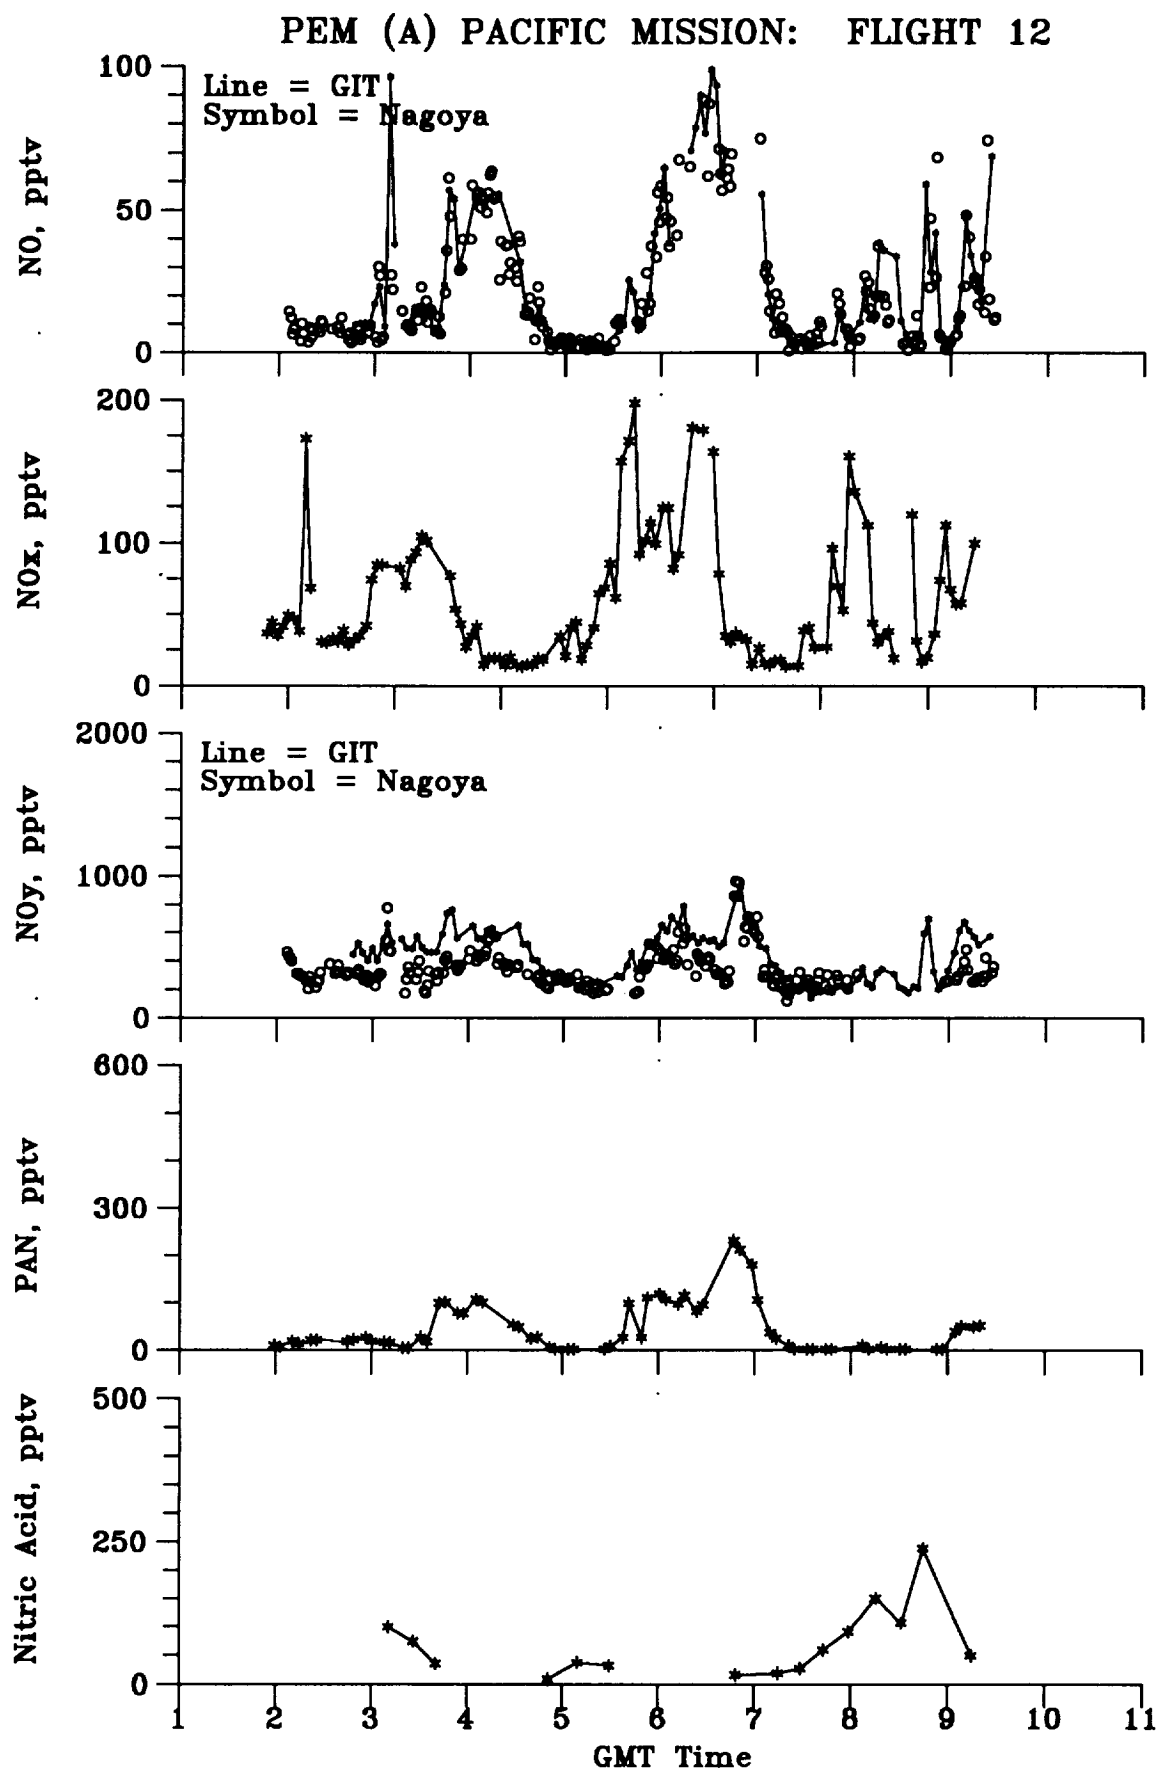 PEM (A) PACIFIC MISSION: FLIGHT 12
100
50
0
NO, pptv
Line = GIT
Symbol = Nagoya
200
100
0
NOx, pptv
2000
1000
0
NOy, pptv
Line = GIT
Symbol = Nagoya
600
300
0
PAN, pptv
500
250
0
Nitric Acid, pptv
1 2 3 4 5 6 7 8 9 10 11
GMT Time